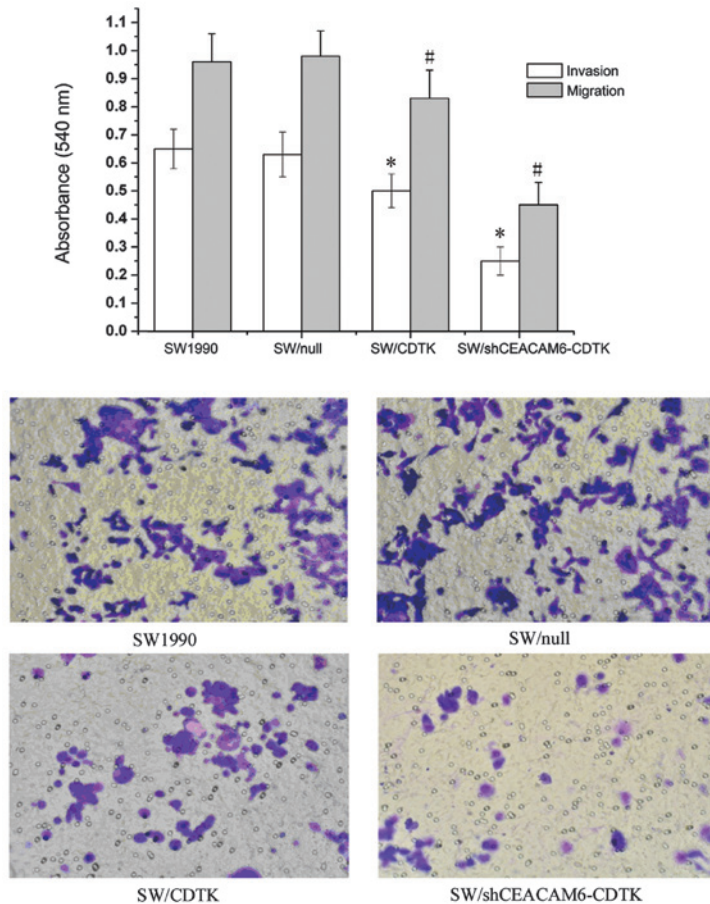 Absorbance (540 nm)
1.1
1.0
0.9
0.8
0.7
0.6
0.5
0.4
0.3
0.2
0.1
0.0
#
*
#
*
Invasion
Migration
SW1990
SW/null
SW/CDTK
SW/shCEACAM6-CDTK
SW1990
SW/null
SW/CDTK
SW/shCEACAM6-CDTK